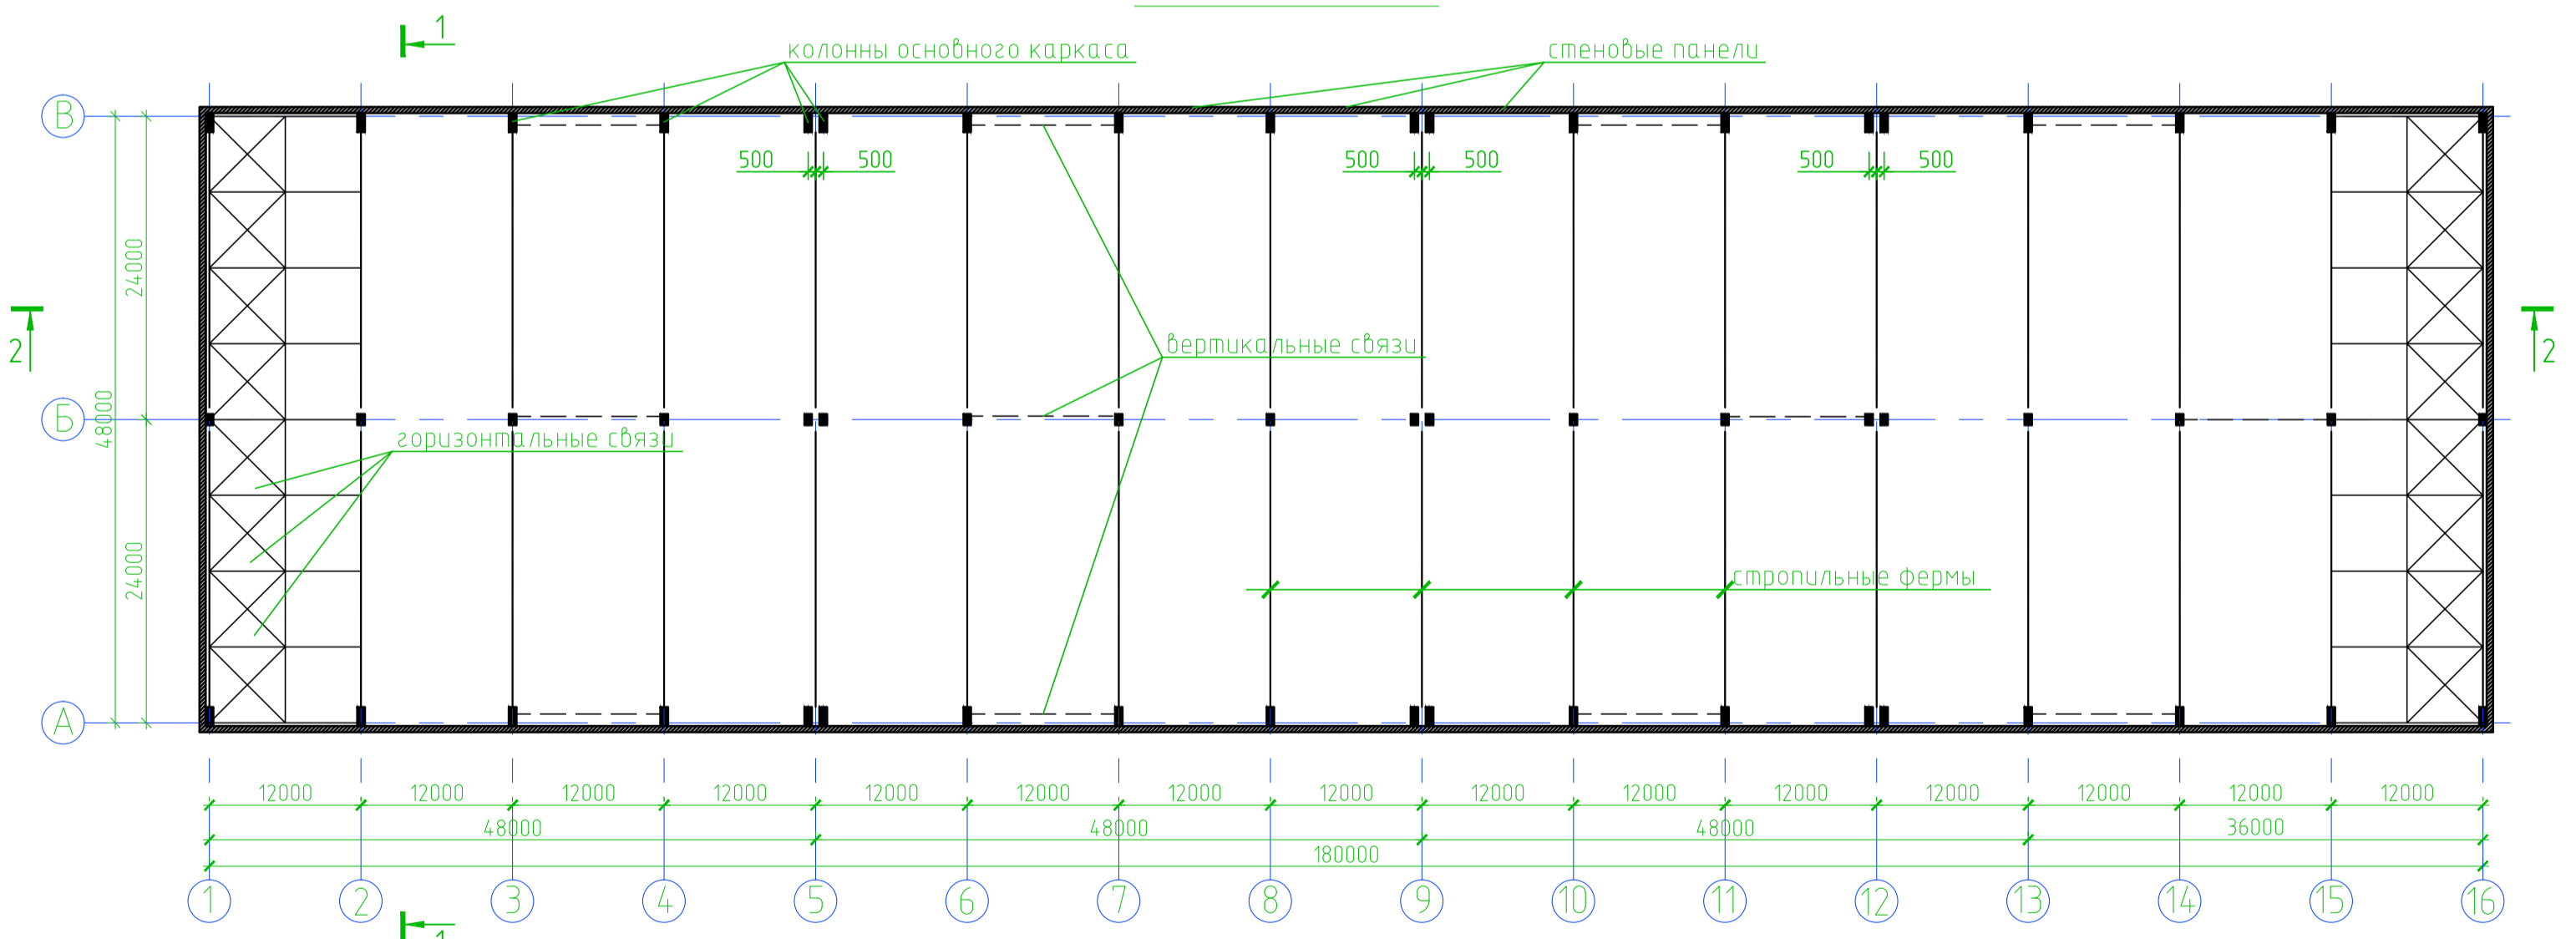 1
колонны основного каркаса
стеновые панели
В
500 500 500 500 500 500
24000
2 2
вертикальные связи
48000
Б
горизонтальные связи
24000
стропильные фермы
А
12000 12000 12000 12000 12000 12000 12000 12000 12000 12000 12000 12000 12000 12000 12000
48000 48000 48000 36000
180000
1 2 3 4 5 6 7 8 9 10 11 12 13 14 15 16
1